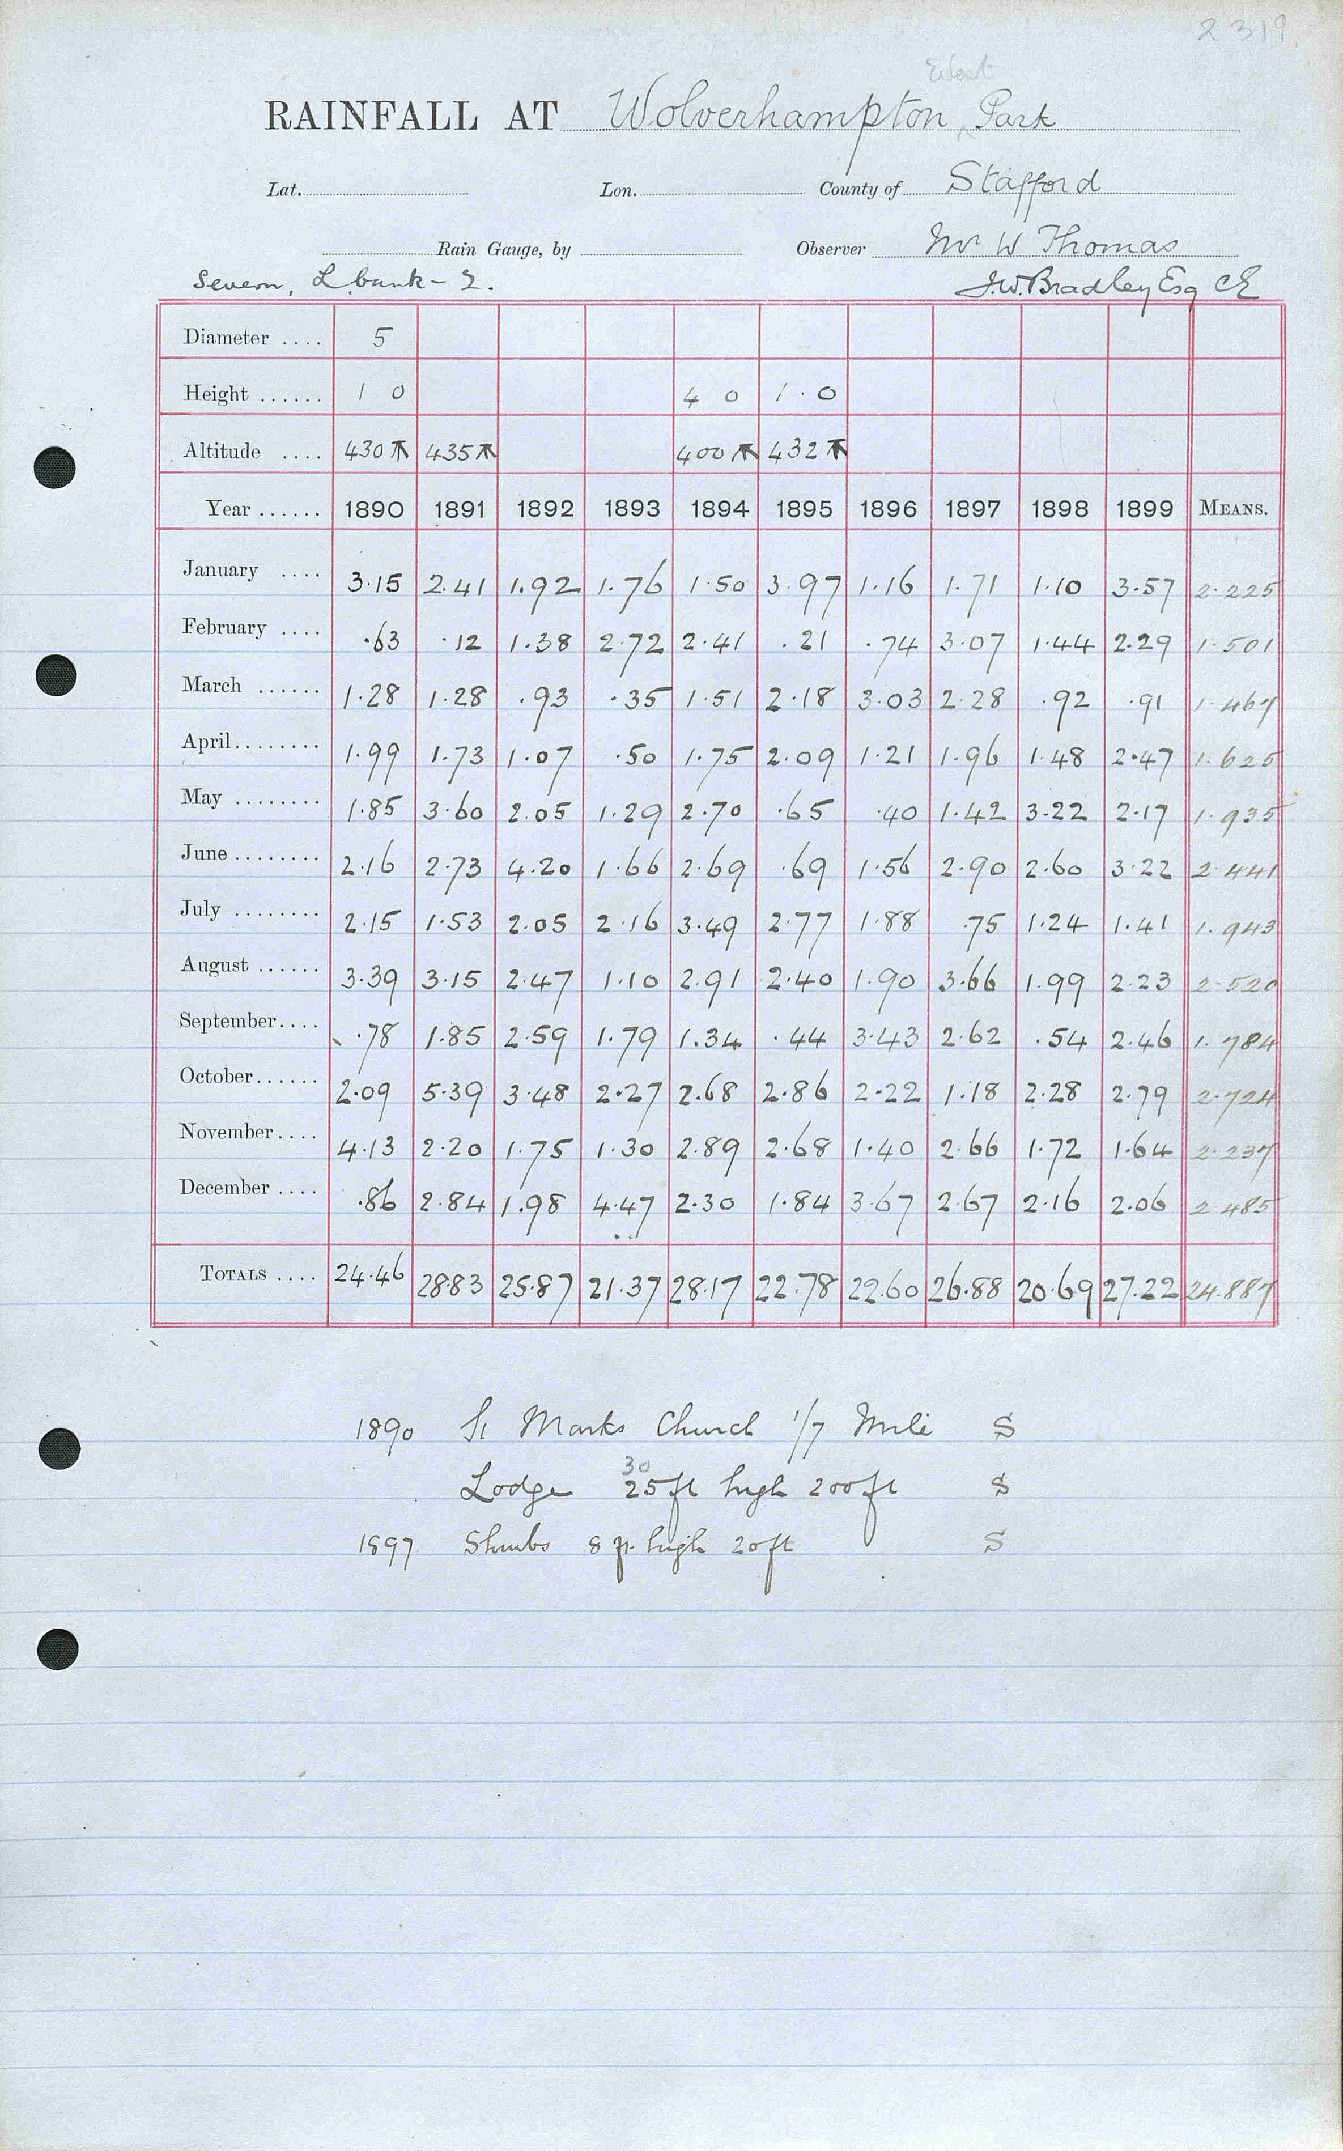 2319
West
RAINFALL AT Wolverhampton Park
Lat. Lon. County of Stafford
Rain Gauge, by Observer Mr W Thomas
Severn, L bank - 2. J.W. Bradley Esq CE
Diameter .... 5
Height ...... 1 0 4 0 1.0
Altitude .... 430 435 400 432
Year ...... 1890 1891 1892 1893 1894 1895 1896 1897 1898 1899 MEANS.
January .... 3.15 2.41 1.92 1.76 1.50 3.97 1.16 1.71 1.10 3.57 2.225
February .... .63 .12 1.38 2.72 2.41 .21 .74 3.07 1.44 2.29 1.501
March ...... 1.28 1.28 .93 .35 1.51 2.18 3.03 2.28 .92 .91 1.467
April ........ 1.99 1.73 1.07 .50 1.75 2.09 1.21 1.96 1.48 2.47 1.625
May ........ 1.85 3.60 2.05 1.29 2.70 .65 .40 1.42 3.22 2.17 1.935
June ........ 2.16 2.73 4.20 1.66 2.69 .69 1.56 2.90 2.60 3.22 2.441
July ........ 2.15 1.53 2.05 2.16 3.49 2.77 1.88 .75 1.24 1.41 1.943
August ...... 3.39 3.15 2.47 1.10 2.91 2.40 1.90 3.66 1.99 2.23 2.520
September.... .78 1.85 2.59 1.79 1.34 .44 3.43 2.62 .54 2.46 1.784
October...... 2.09 5.39 3.48 2.27 2.68 2.86 2.22 1.18 2.28 2.79 2.724
November.... 4.13 2.20 1.75 1.30 2.89 2.68 1.40 2.66 1.72 1.64 2.237
December .... .86 2.84 1.98 4.47 2.30 1.84 3.67 2.67 2.16 2.06 2.485
TOTALS .... 24.46 28.83 25.87 21.37 28.17 22.78 22.60 26.88 20.69 27.22 24.887
1890 St Marks Church 1/7 Mile S
30
Lodge 25ft high 200ft S
1897 Shrubs 8 ft. high 20ft S